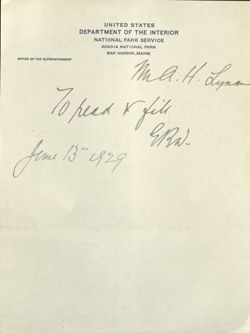 UNITED STATES
DEPARTMENT OF THE INTERIOR
NATIONAL PARK SERVICE
ACADIA NATIONAL PARK
BAR HARBOR, MAINE
OFFICE OF THE SUPERINTENDENT
Mr A. H. Lynam
To read & file
June 13th 1929